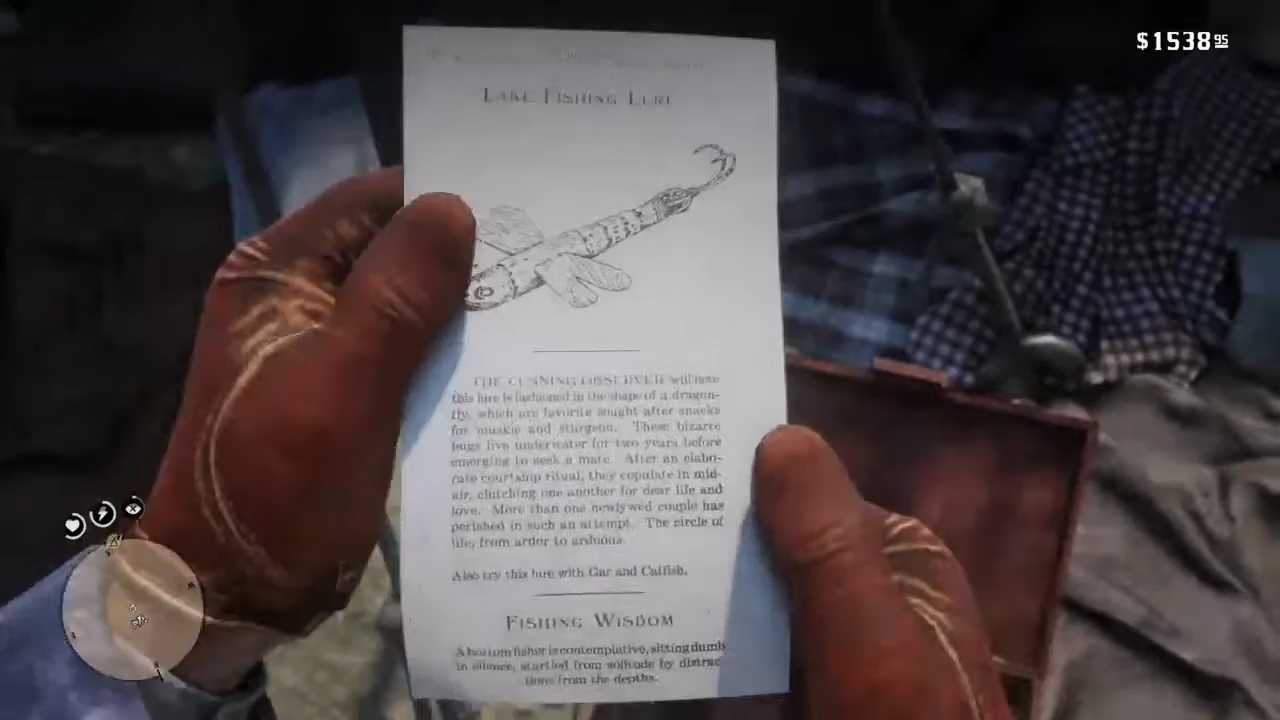 $1538 95
LAKE FISHING LURE
THE CUNNING OBSERVER will note
this lure is fashioned in the shape of a dragon-
fly, which are favorite sought after snacks
for muskie and sturgeon. These bizarre
bugs live underwater for two years before
emerging to seek a mate. After an elabo-
rate courtship ritual, they copulate in mid-
air, clutching one another for dear life and
love. More than one newlywed couple has
perished in such an attempt. The circle of
life, from ardor to arduous.
Also try this lure with Gar and Catfish.
FISHING WISDOM
A bottom fisher is contemplative, sitting dumb
in silence, startled from solitude by distrac
tions from the depths.